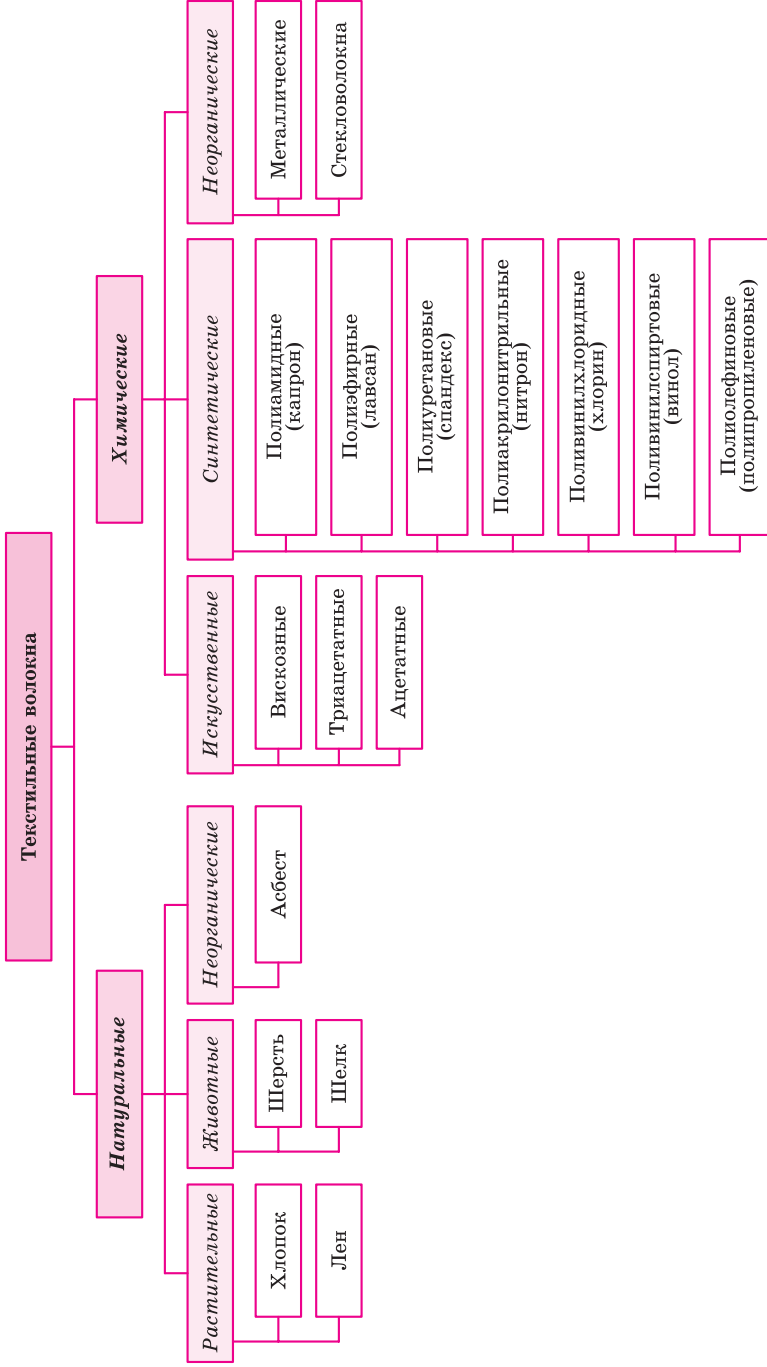 Текстильные волокна
Натуральные
Химические
Растительные
Животные
Неорганические
Искусственные
Синтетические
Неорганические
Хлопок
Лен
Шерсть
Шелк
Асбест
Вискозные
Триацетатные
Ацетатные
Полиамидные
(капрон)
Полиэфирные
(лавсан)
Полиуретановые
(спандекс)
Полиакрилонитрильные
(нитрон)
Поливинилхлоридные
(хлорин)
Поливинилспиртовые
(винол)
Полиолефиновые
(полипропиленовые)
Металлические
Стекловолокна